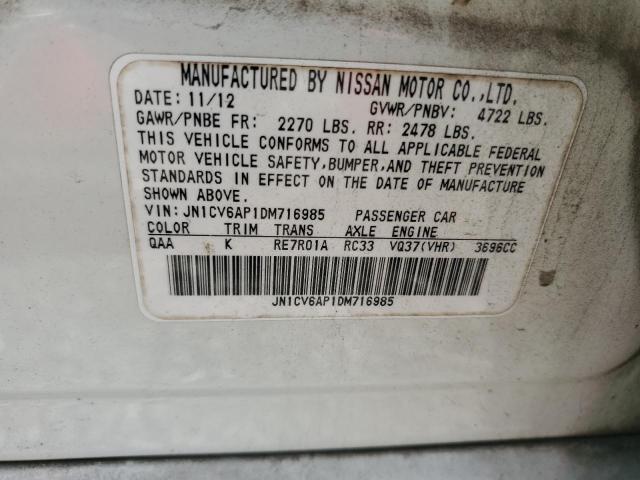 MANUFACTURED BY NISSAN MOTOR CO.,LTD.
DATE: 11/12 GVWR/PNBV: 4722 LBS.
GAWR/PNBE FR: 2270 LBS. RR: 2478 LBS.
THIS VEHICLE CONFORMS TO ALL APPLICABLE FEDERAL
MOTOR VEHICLE SAFETY,BUMPER,AND THEFT PREVENTION
STANDARDS IN EFFECT ON THE DATE OF MANUFACTURE
SHOWN ABOVE.
VIN: JN1CV6AP1DM716985 PASSENGER CAR
COLOR TRIM TRANS AXLE ENGINE
QAA K RE7R01A RC33 VQ37(VHR) 3696CC
JN1CV6AP1DM716985